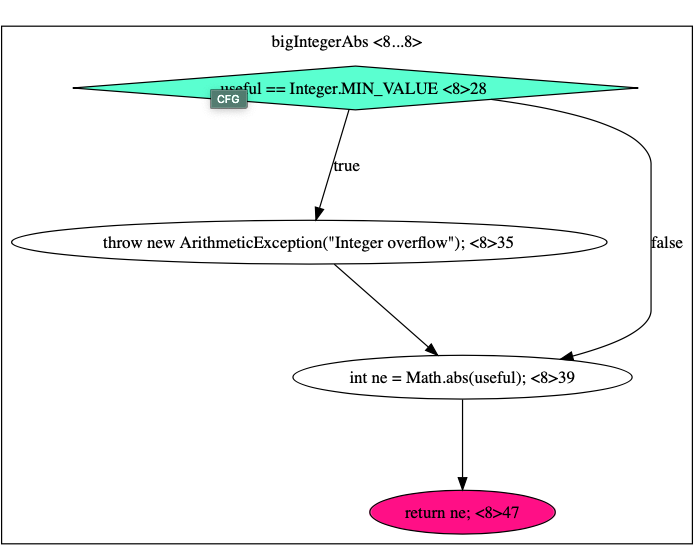 bigIntegerAbs <8...8>
useful == Integer.MIN_VALUE <8>28
CFG
true
throw new ArithmeticException("Integer overflow"); <8>35
false
int ne = Math.abs(useful); <8>39
return ne; <8>47